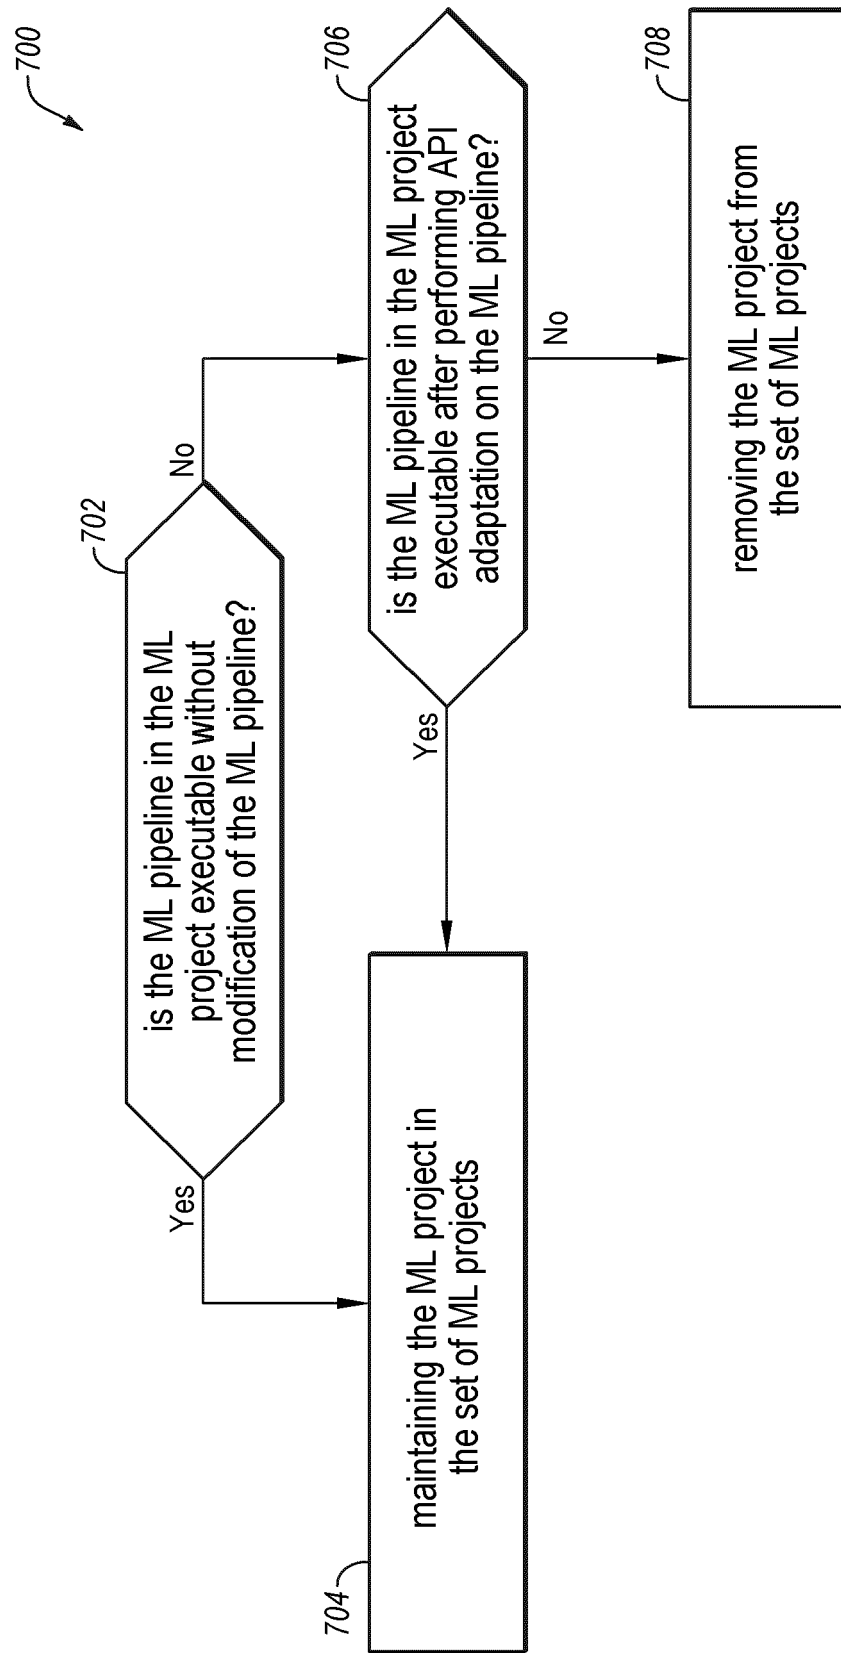 700
702
is the ML pipeline in the ML
project executable without
modification of the ML pipeline?
Yes
No
704
maintaining the ML project in
the set of ML projects
706
is the ML pipeline in the ML project
executable after performing API
adaptation on the ML pipeline?
Yes
No
708
removing the ML project from
the set of ML projects